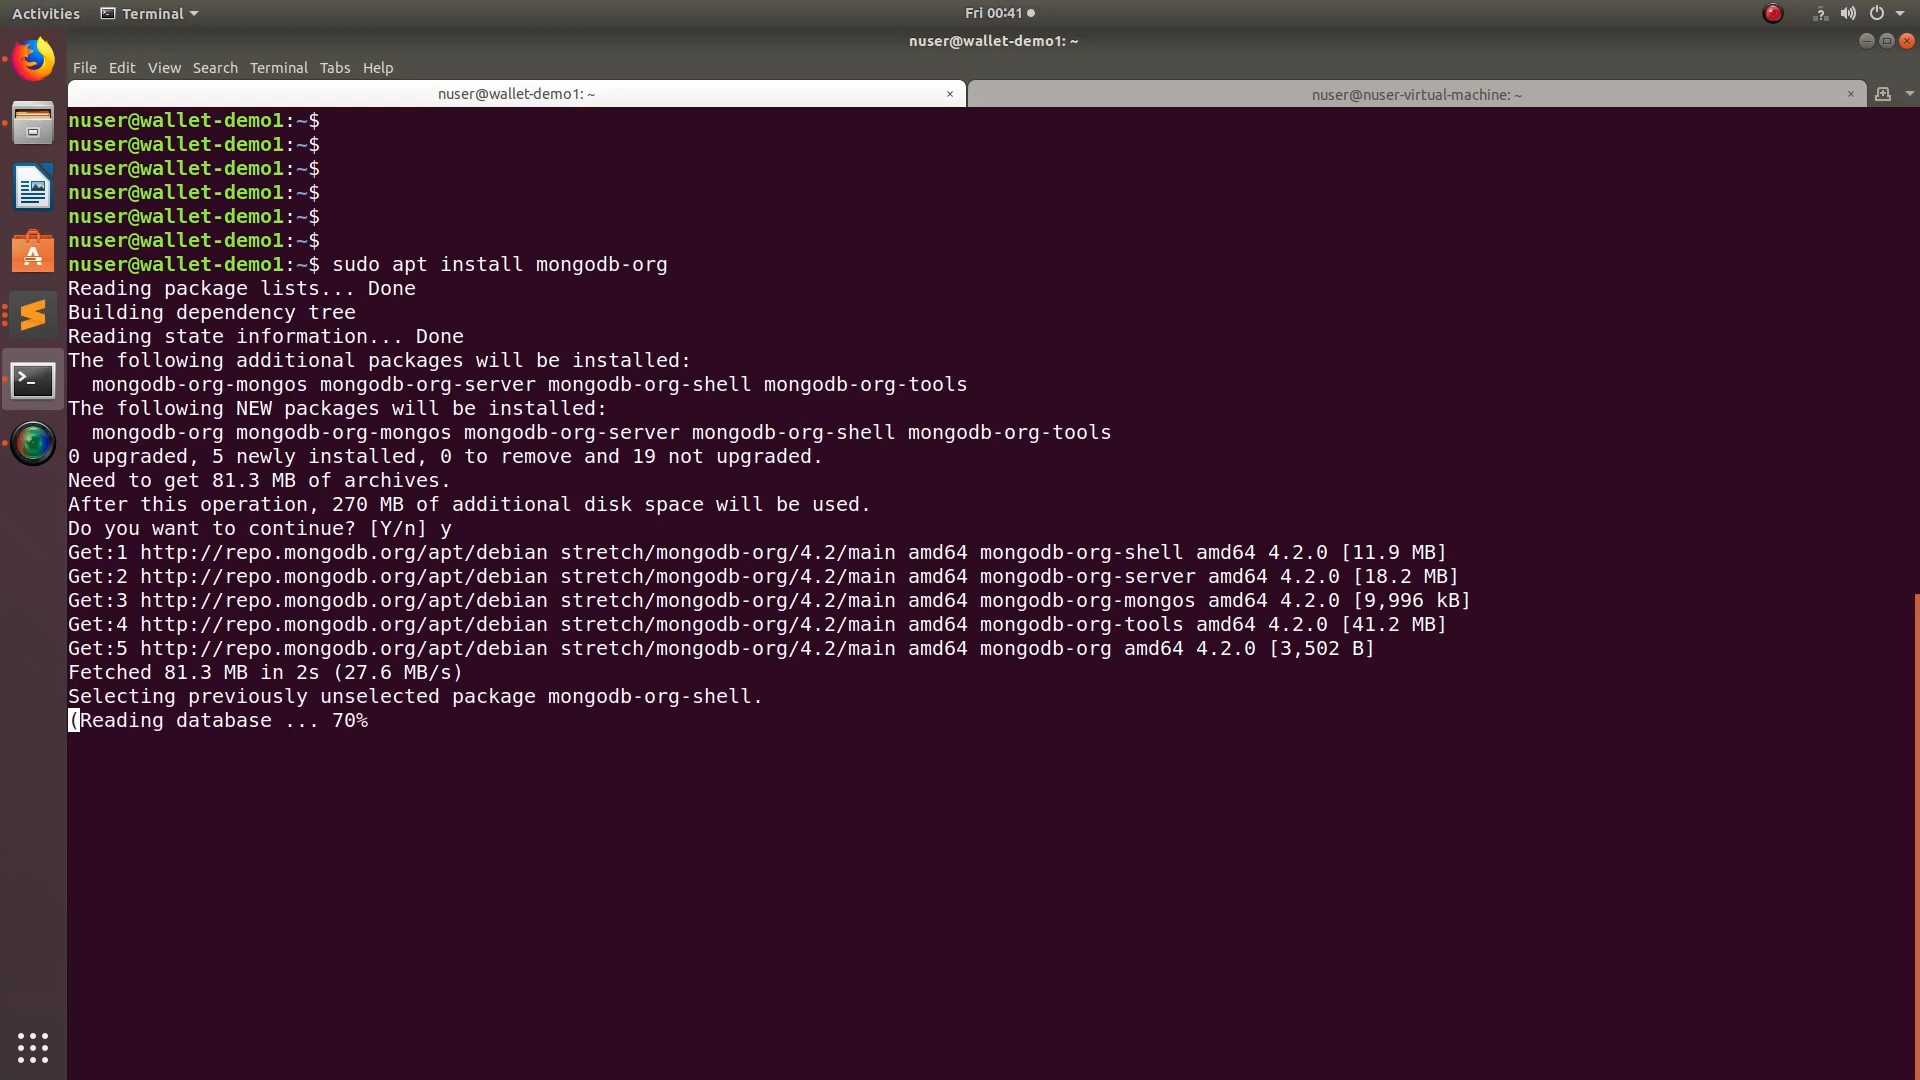 Activities Terminal Fri 00:41
nuser@wallet-demo1: ~
File Edit View Search Terminal Tabs Help
nuser@wallet-demo1: ~ × nuser@nuser-virtual-machine: ~ ×
nuser@wallet-demo1:~$
nuser@wallet-demo1:~$
nuser@wallet-demo1:~$
nuser@wallet-demo1:~$
nuser@wallet-demo1:~$
nuser@wallet-demo1:~$
nuser@wallet-demo1:~$ sudo apt install mongodb-org
Reading package lists... Done
Building dependency tree
Reading state information... Done
The following additional packages will be installed:
  mongodb-org-mongos mongodb-org-server mongodb-org-shell mongodb-org-tools
The following NEW packages will be installed:
  mongodb-org mongodb-org-mongos mongodb-org-server mongodb-org-shell mongodb-org-tools
0 upgraded, 5 newly installed, 0 to remove and 19 not upgraded.
Need to get 81.3 MB of archives.
After this operation, 270 MB of additional disk space will be used.
Do you want to continue? [Y/n] y
Get:1 http://repo.mongodb.org/apt/debian stretch/mongodb-org/4.2/main amd64 mongodb-org-shell amd64 4.2.0 [11.9 MB]
Get:2 http://repo.mongodb.org/apt/debian stretch/mongodb-org/4.2/main amd64 mongodb-org-server amd64 4.2.0 [18.2 MB]
Get:3 http://repo.mongodb.org/apt/debian stretch/mongodb-org/4.2/main amd64 mongodb-org-mongos amd64 4.2.0 [9,996 kB]
Get:4 http://repo.mongodb.org/apt/debian stretch/mongodb-org/4.2/main amd64 mongodb-org-tools amd64 4.2.0 [41.2 MB]
Get:5 http://repo.mongodb.org/apt/debian stretch/mongodb-org/4.2/main amd64 mongodb-org amd64 4.2.0 [3,502 B]
Fetched 81.3 MB in 2s (27.6 MB/s)
Selecting previously unselected package mongodb-org-shell.
(Reading database ... 70%